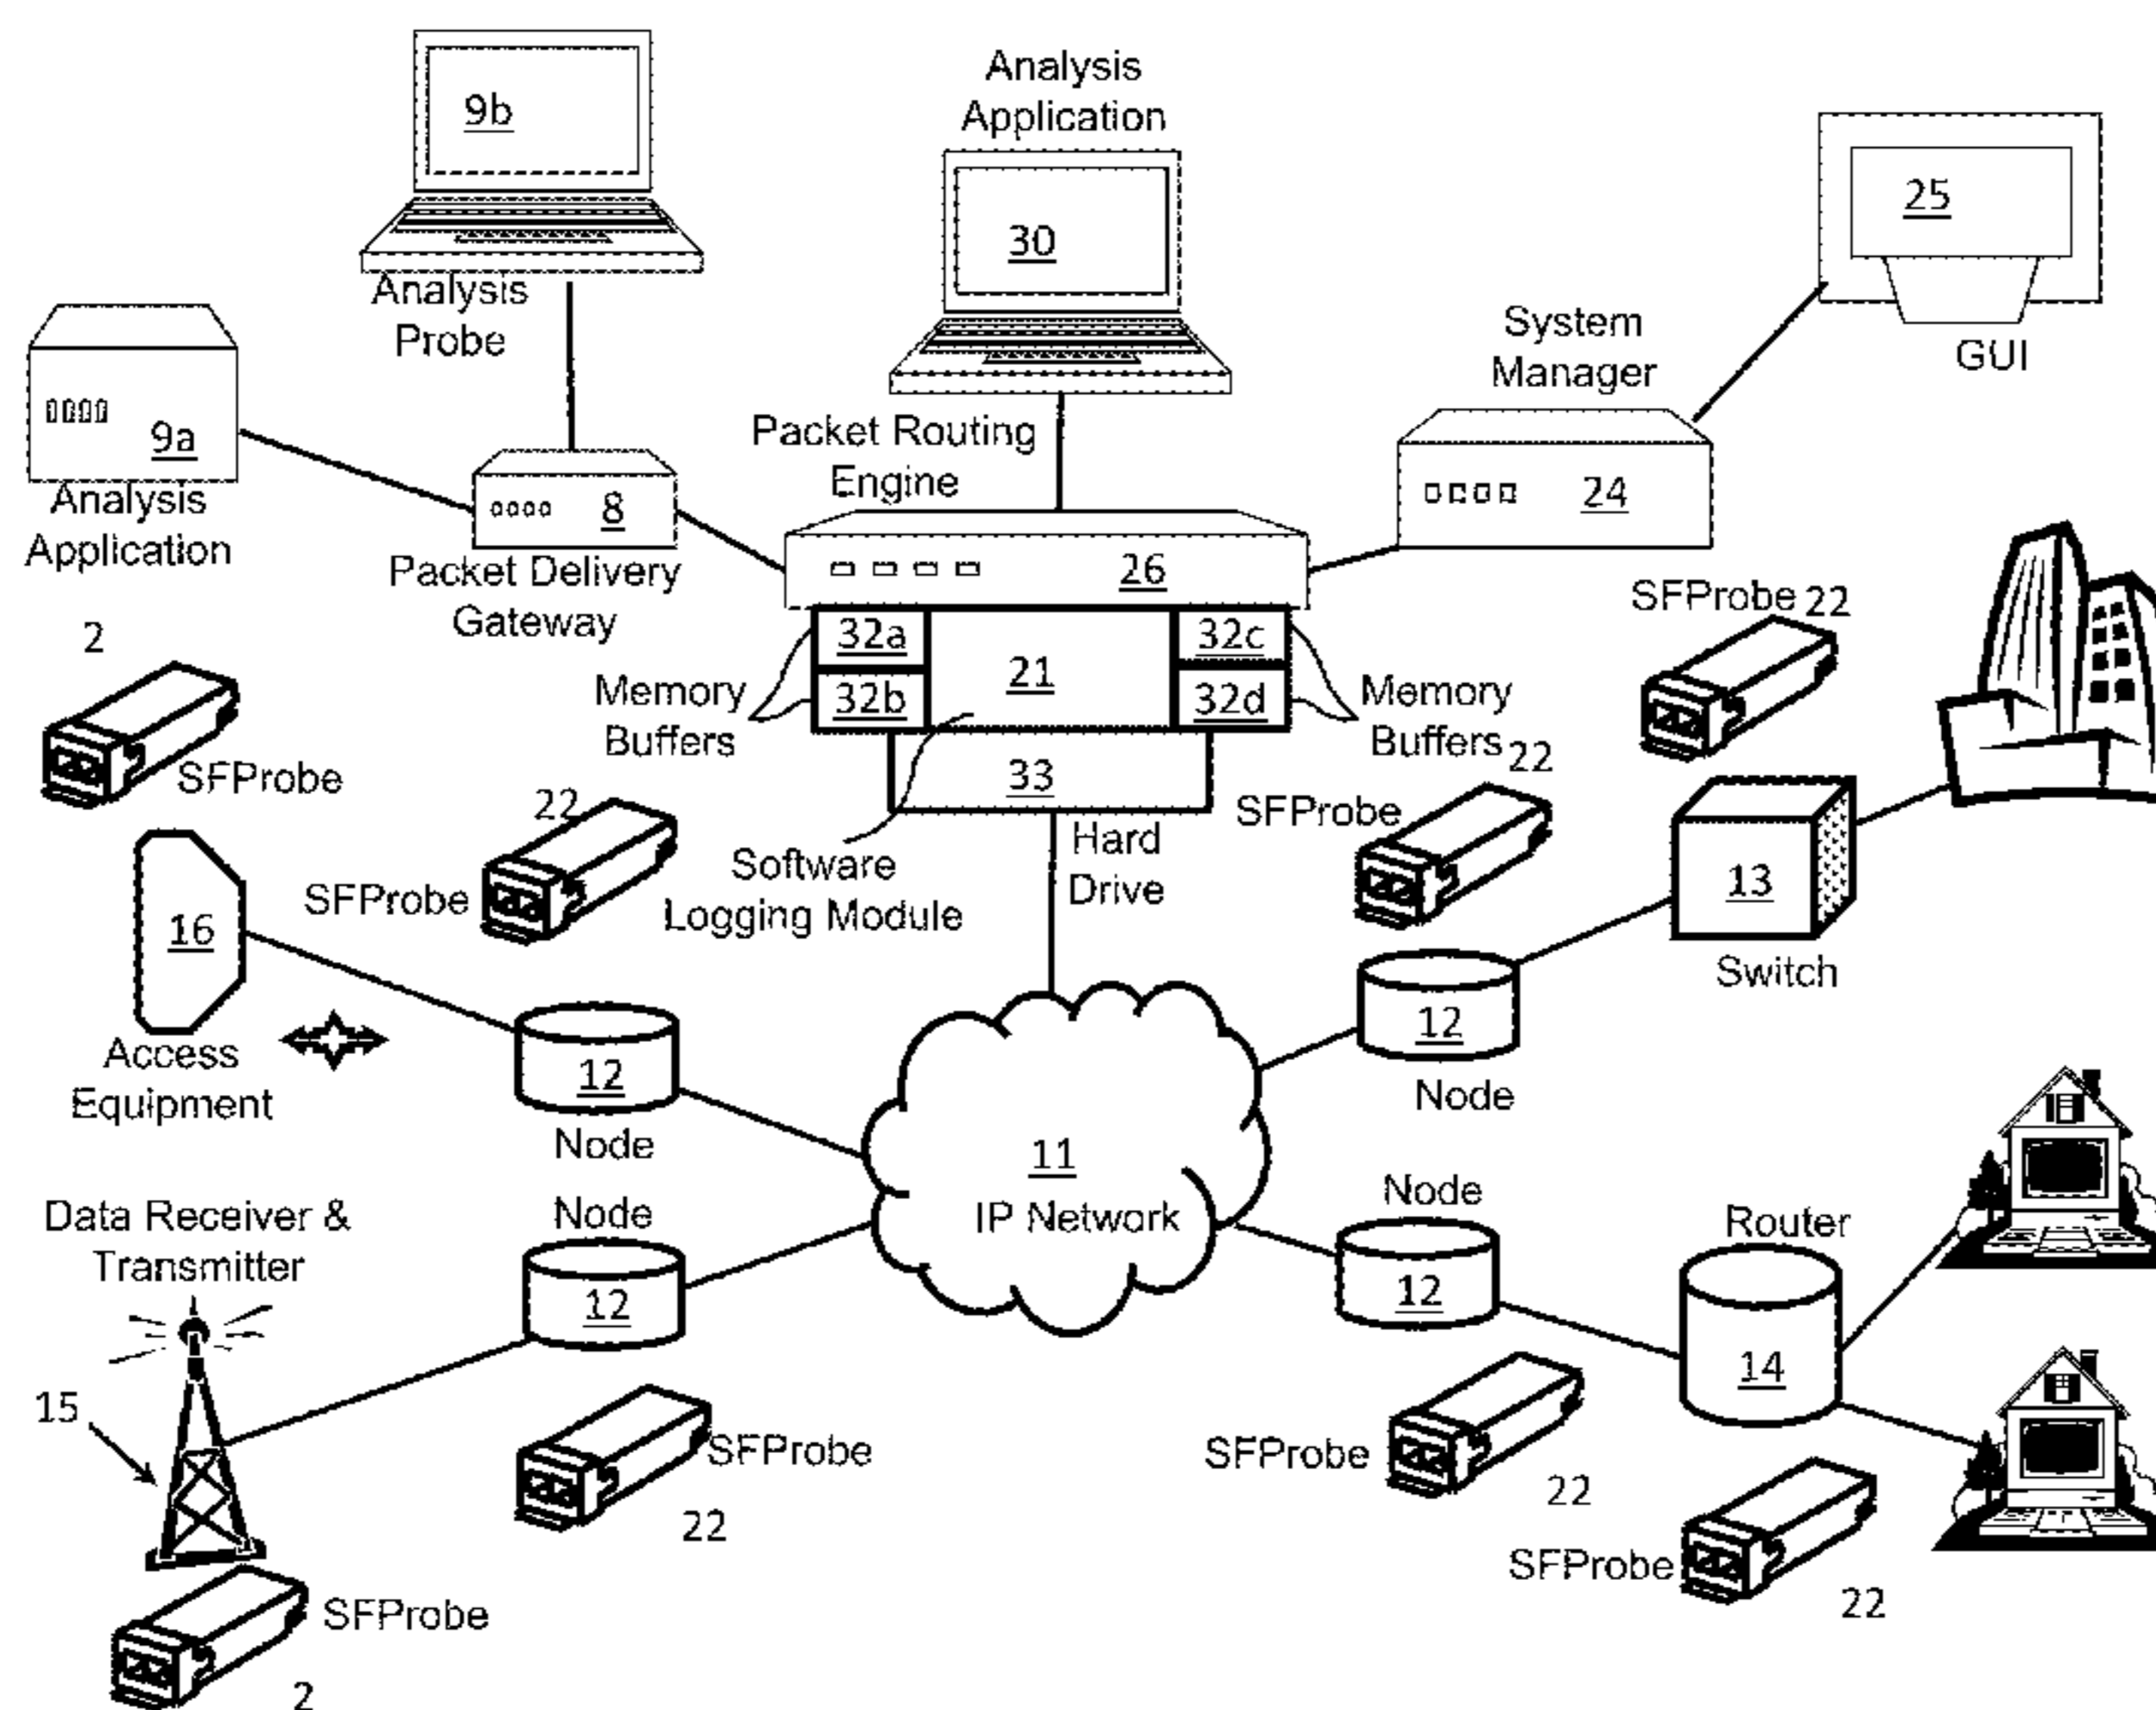 9b
Analysis
Application
25
30
Analysis
Probe
System
Manager
GUI
9a
Analysis
Application
8
Packet Delivery
Gateway
Packet Routing
Engine
26
24
32a
32b
21
32c
32d
Memory
Buffers
Memory
Buffers
33
Hard
Drive
Software
Logging Module
2
SFProbe
22
SFProbe
SFProbe
22
SFProbe 22
13
Switch
16
Access
Equipment
12
Node
12
Node
11
IP Network
Data Receiver &
Transmitter
Node
12
Node
12
Router
14
15
SFProbe
22
SFProbe
22
SFProbe
22
SFProbe
2